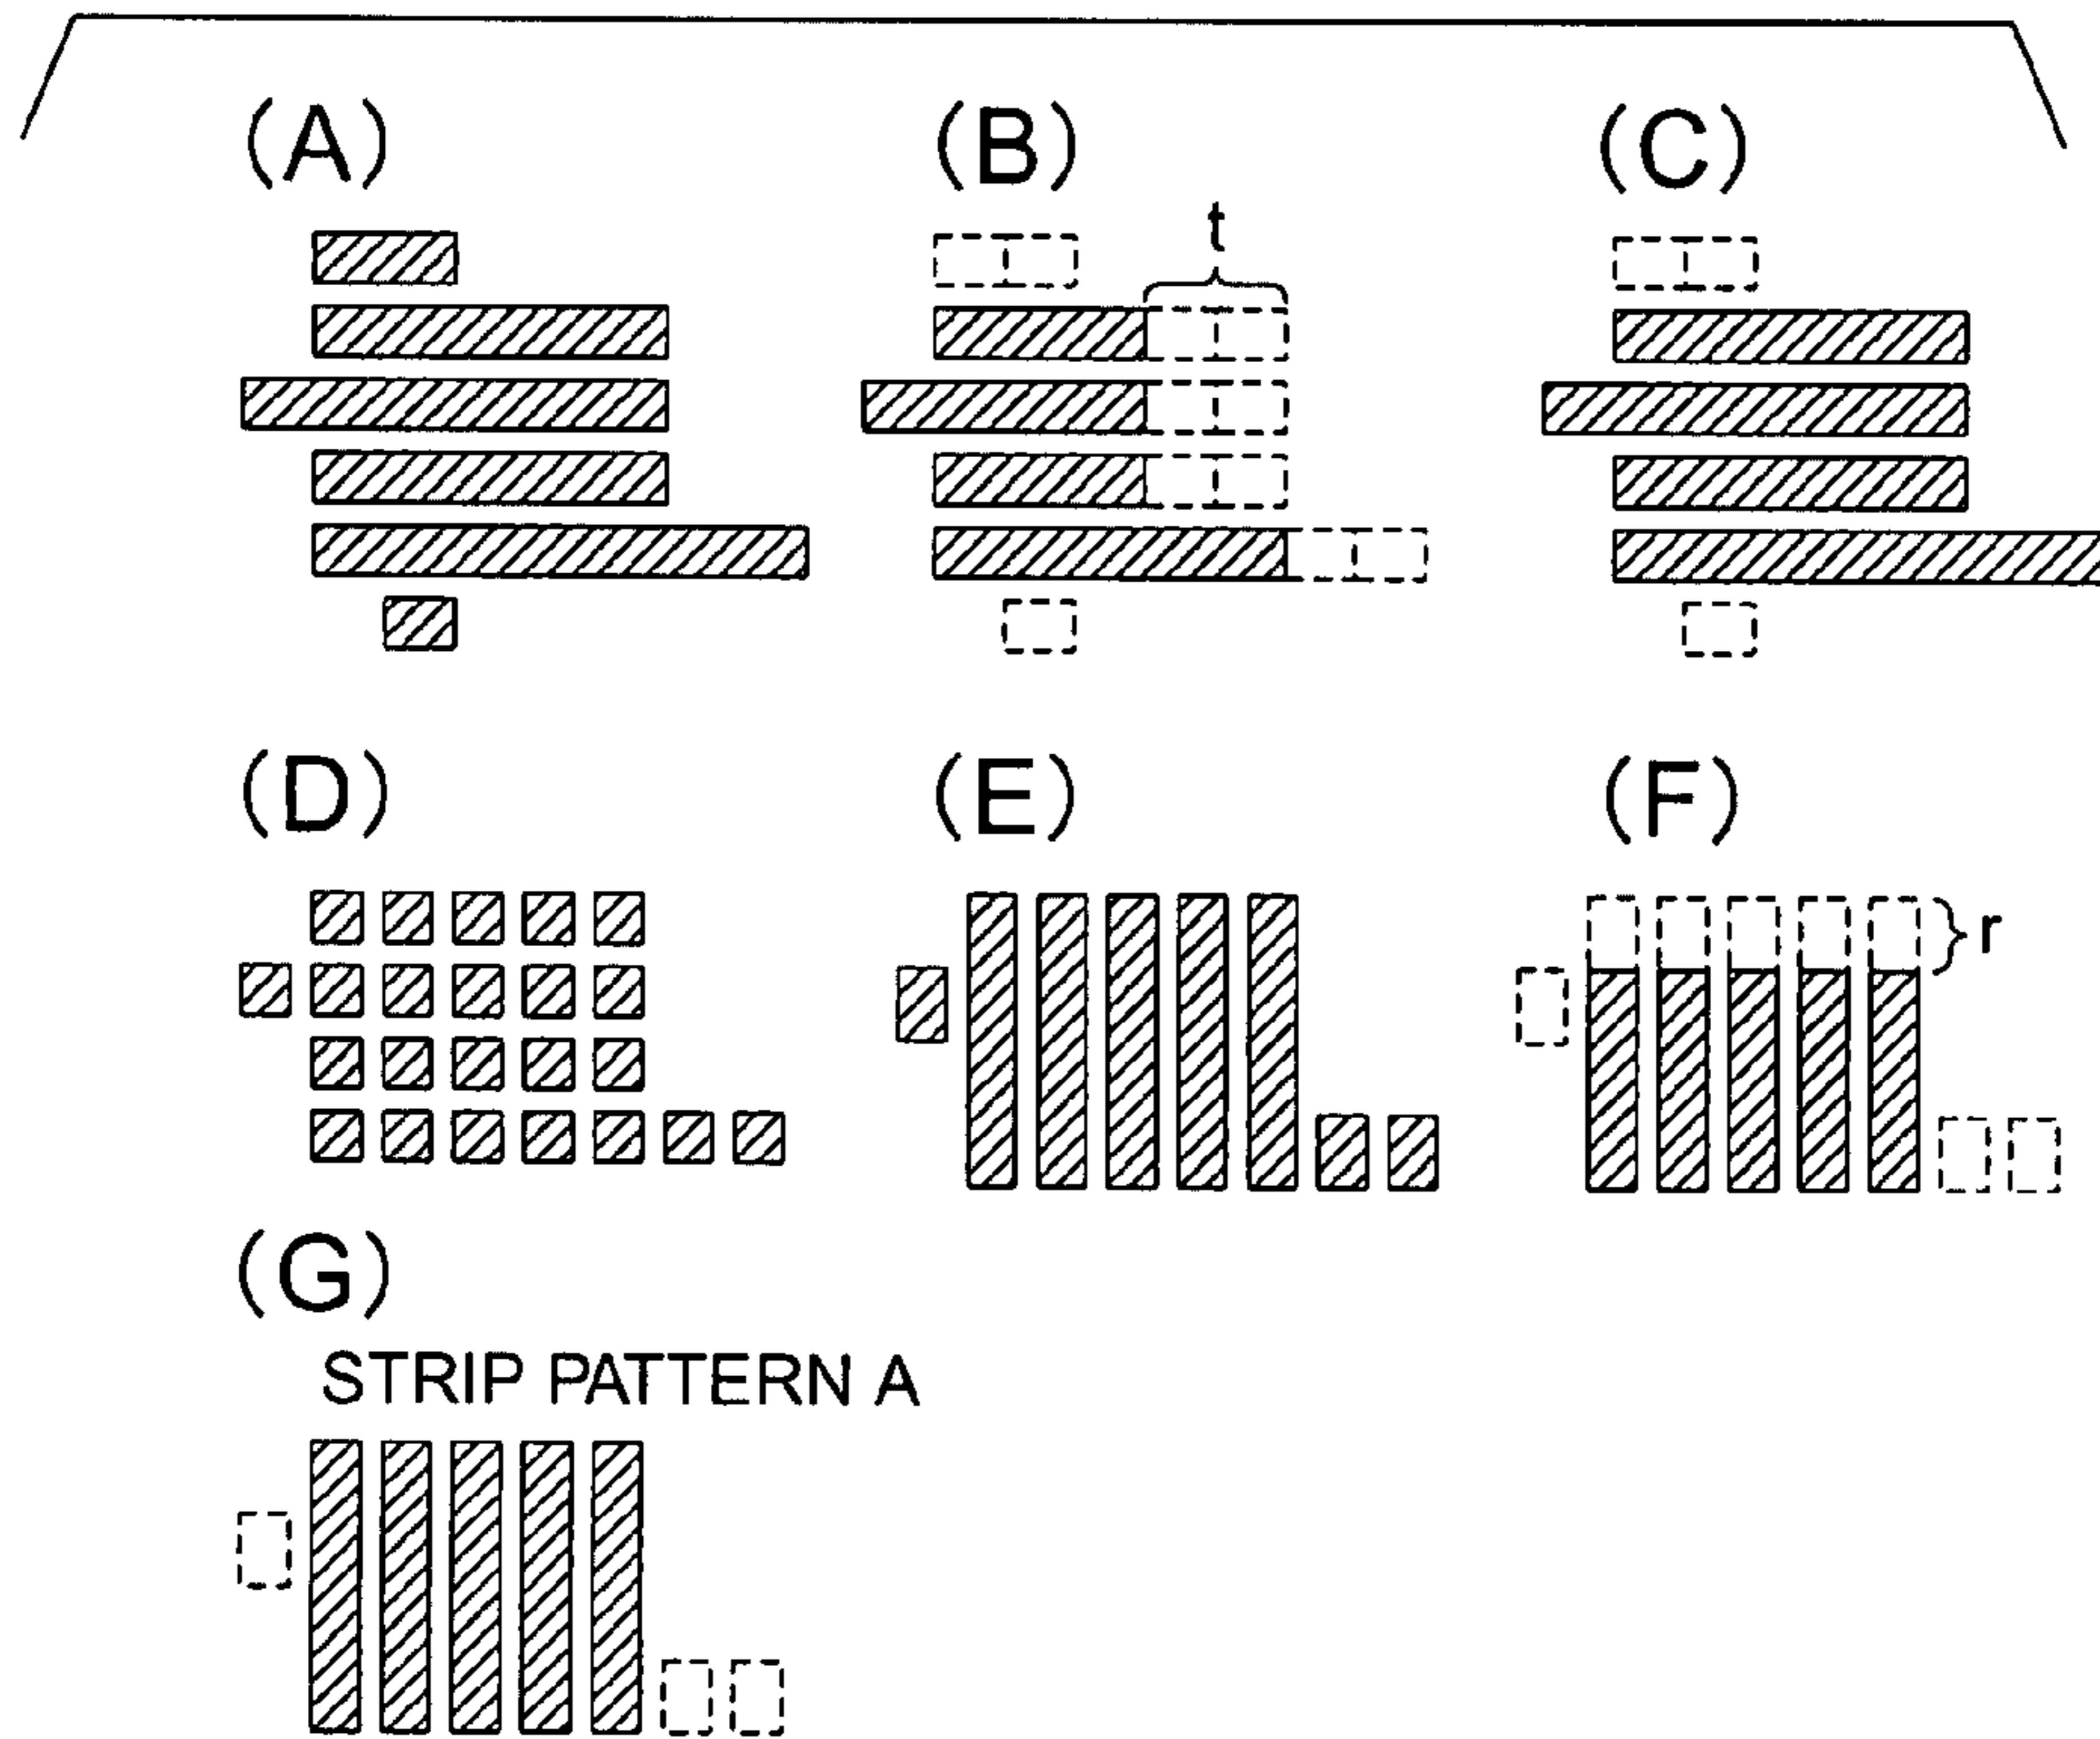 (A)
(B)
(C)
t
(D)
(E)
(F)
r
(G)
STRIP PATTERN A